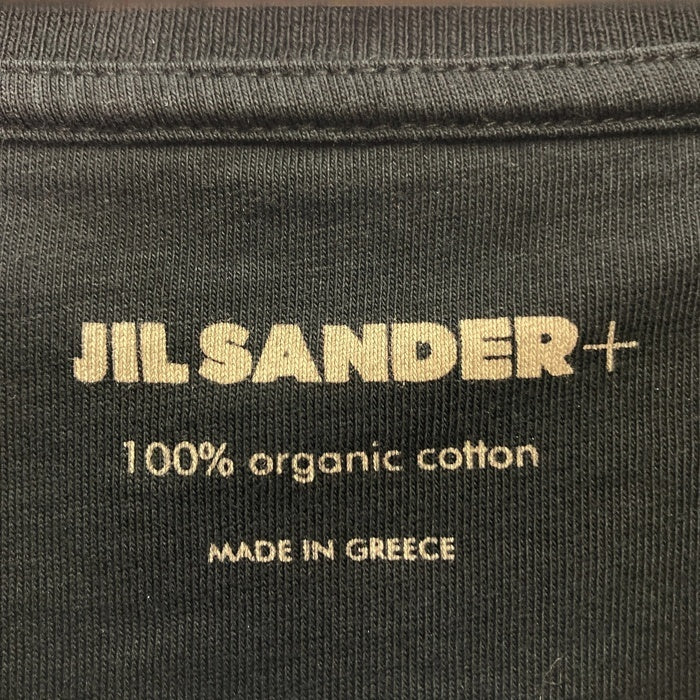 JIL SANDER+
100% organic cotton
MADE IN GREECE